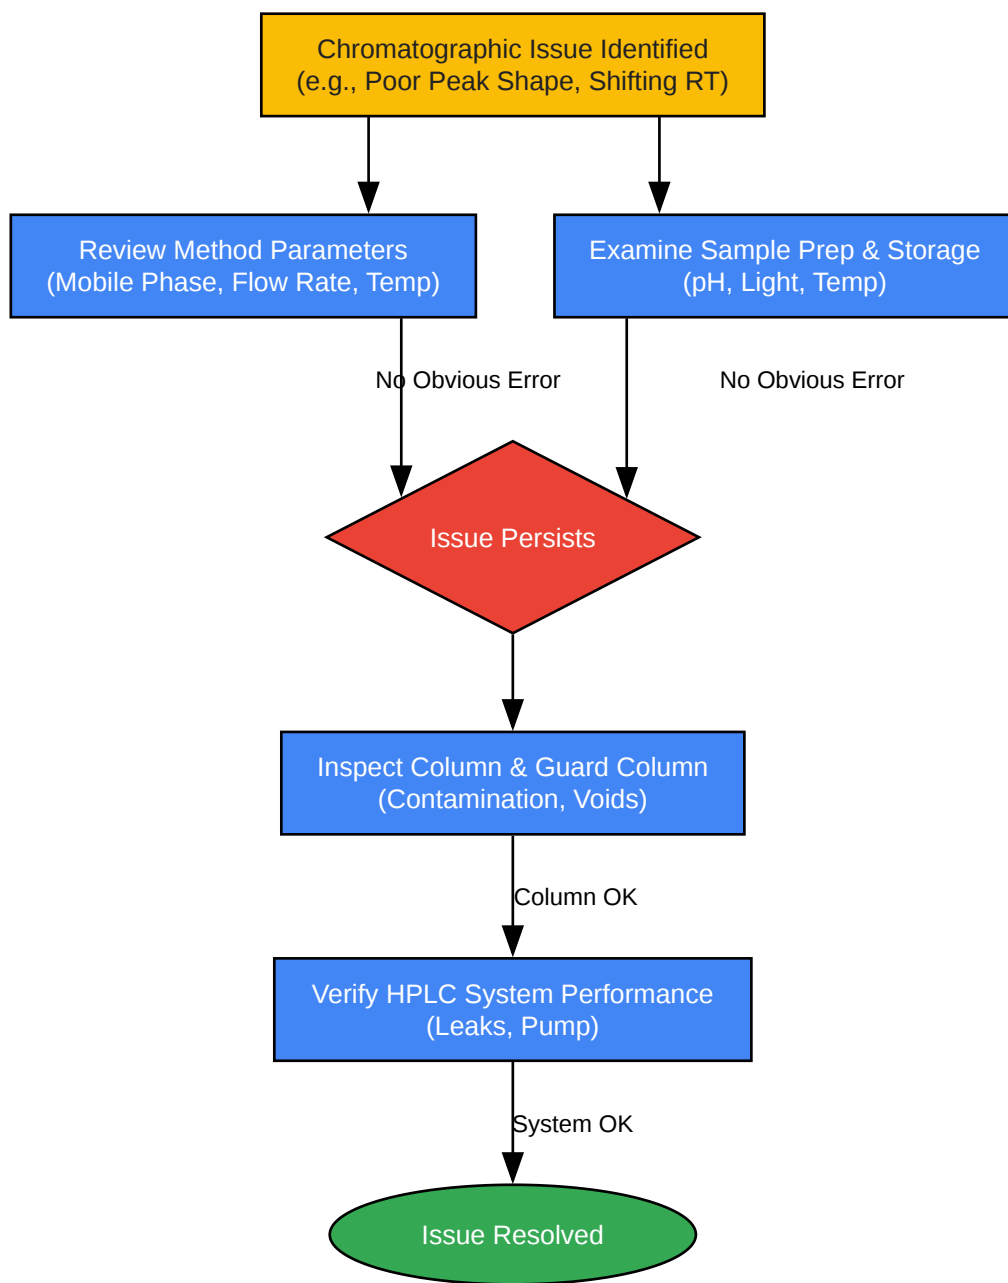 Chromatographic Issue Identified
(e.g., Poor Peak Shape, Shifting RT)
Review Method Parameters
(Mobile Phase, Flow Rate, Temp)
Examine Sample Prep & Storage
(pH, Light, Temp)
No Obvious Error
No Obvious Error
Issue Persists
Inspect Column & Guard Column
(Contamination, Voids)
Column OK
Verify HPLC System Performance
(Leaks, Pump)
System OK
Issue Resolved